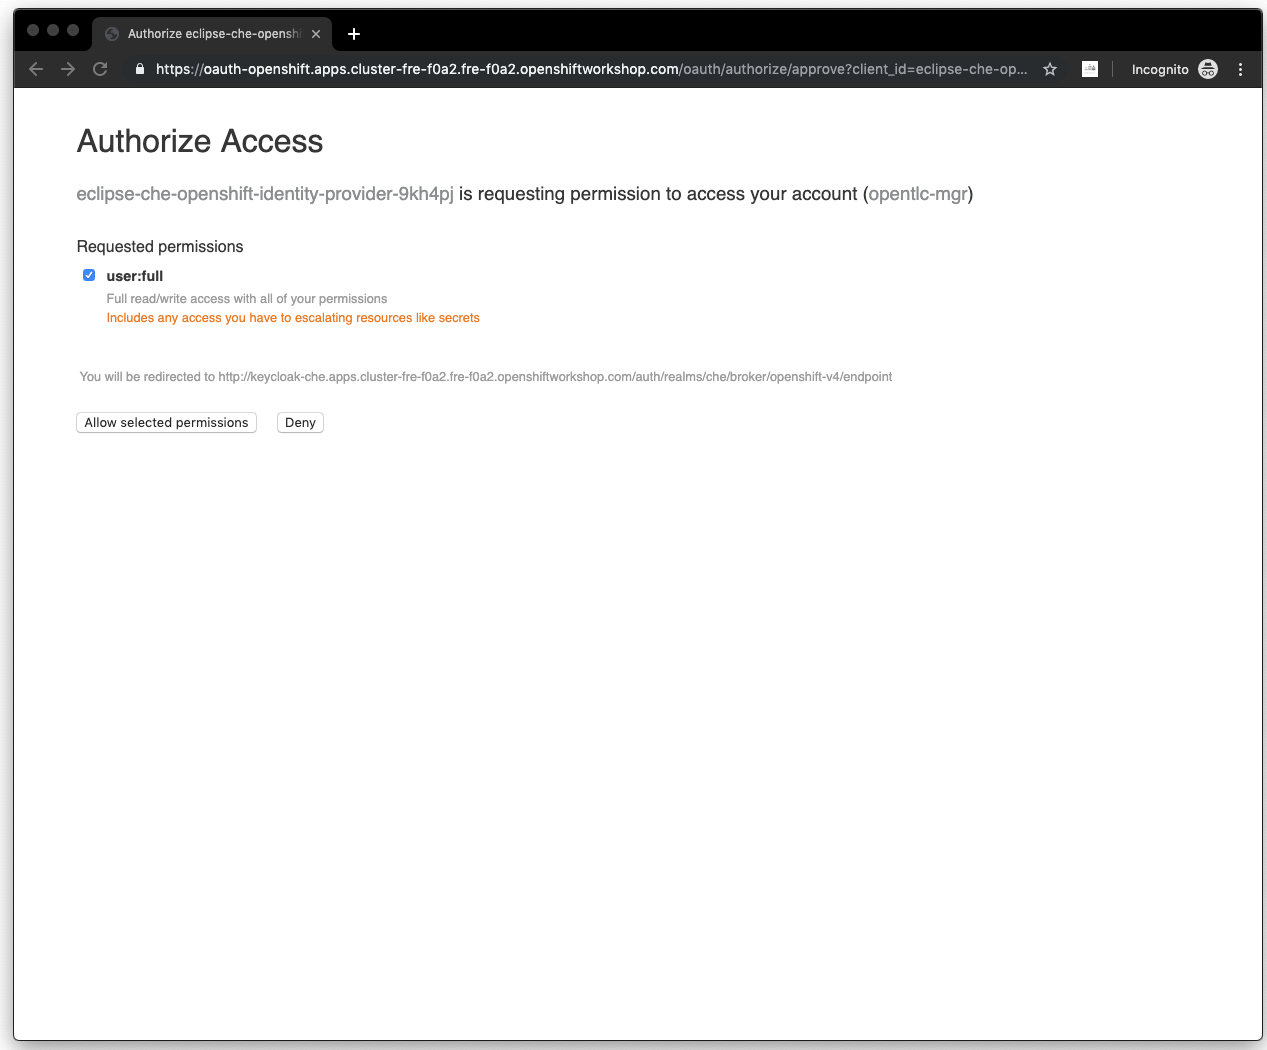 Authorize eclipse-che-openshi
https://oauth-openshift.apps.cluster-fre-f0a2.fre-f0a2.openshiftworkshop.com/oauth/authorize/approve?client_id=eclipse-che-op...
Incognito
Authorize Access
eclipse-che-openshift-identity-provider-9kh4pj is requesting permission to access your account (opentlc-mgr)
Requested permissions
user:full
Full read/write access with all of your permissions
Includes any access you have to escalating resources like secrets
You will be redirected to http://keycloak-che.apps.cluster-fre-f0a2.fre-f0a2.openshiftworkshop.com/auth/realms/che/broker/openshift-v4/endpoint
Allow selected permissions Deny